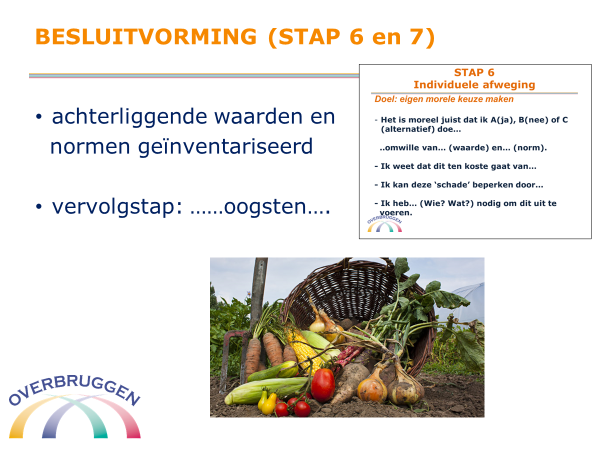 BESLUITVORMING (STAP 6 en 7)
• achterliggende waarden en
normen geïnventariseerd
• vervolgstap: ……oogsten….
STAP 6
Individuele afweging
Doel: eigen morele keuze maken
- Het is moreel juist dat ik A(ja), B(nee) of C
(alternatief) doe…
..omwille van… (waarde) en… (norm).
- Ik weet dat dit ten koste gaat van…
- Ik kan deze ‘schade’ beperken door…
- Ik heb… (Wie? Wat?) nodig om dit uit te
voeren.
OVERBRUGGEN
OVERBRUGGEN